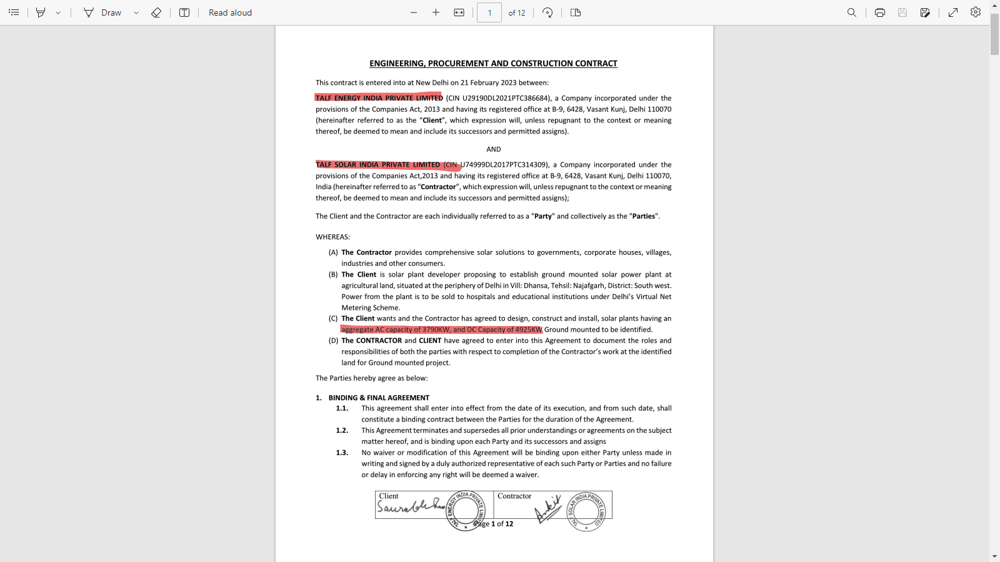 Draw
Read aloud
1 of 12
ENGINEERING, PROCUREMENT AND CONSTRUCTION CONTRACT
This contract is entered into at New Delhi on 21 February 2023 between:
TALF ENERGY INDIA PRIVATE LIMITED (CIN U29190DL2021PTC386684), a Company incorporated under the
provisions of the Companies Act, 2013 and having its registered office at B-9, 6428, Vasant Kunj, Delhi 110070
(hereinafter referred to as the “Client”, which expression will, unless repugnant to the context or meaning
thereof, be deemed to mean and include its successors and permitted assigns).
AND
TALF SOLAR INDIA PRIVATE LIMITED (CIN U74999DL2017PTC314309), a Company incorporated under the
provisions of the Companies Act,2013 and having its registered office at B-9, 6428, Vasant Kunj, Delhi 110070,
India (hereinafter referred to as “Contractor”, which expression will, unless repugnant to the context or meaning
thereof, be deemed to mean and include its successors and permitted assigns);
The Client and the Contractor are each individually referred to as a "Party" and collectively as the "Parties".
WHEREAS:
(A) The Contractor provides comprehensive solar solutions to governments, corporate houses, villages,
industries and other consumers.
(B) The Client is solar plant developer proposing to establish ground mounted solar power plant at
agricultural land, situated at the periphery of Delhi in Vill: Dhansa, Tehsil: Najafgarh, District: South west.
Power from the plant is to be sold to hospitals and educational institutions under Delhi’s Virtual Net
Metering Scheme.
(C) The Client wants and the Contractor has agreed to design, construct and install, solar plants having an
aggregate AC capacity of 3790KW, and DC Capacity of 4925KW Ground mounted to be identified.
(D) The CONTRACTOR and CLIENT have agreed to enter into this Agreement to document the roles and
responsibilities of both the parties with respect to completion of the Contractor’s work at the identified
land for Ground mounted project.
The Parties hereby agree as below:
1. BINDING & FINAL AGREEMENT
1.1. This agreement shall enter into effect from the date of its execution, and from such date, shall
constitute a binding contract between the Parties for the duration of the Agreement.
1.2. This Agreement terminates and supersedes all prior understandings or agreements on the subject
matter hereof, and is binding upon each Party and its successors and assigns
1.3. No waiver or modification of this Agreement will be binding upon either Party unless made in
writing and signed by a duly authorized representative of each such Party or Parties and no failure
or delay in enforcing any right will be deemed a waiver.
Client
TALF ENERGY INDIA PRIVATE LIMITED
Contractor
Ankit
TALF SOLAR INDIA PRIVATE LIMITED
Page 1 of 12